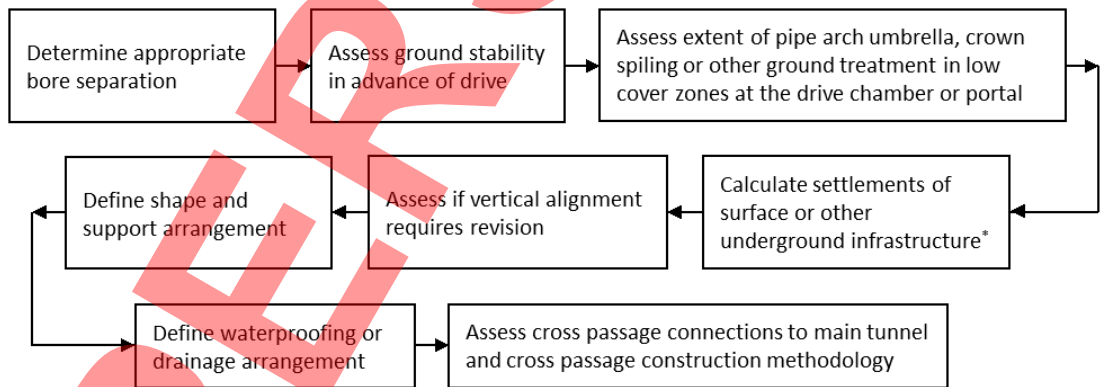 Determine appropriate
bore separation
Assess ground stability
in advance of drive
Assess extent of pipe arch umbrella, crown
spiling or other ground treatment in low
cover zones at the drive chamber or portal
Calculate settlements of
surface or other
underground infrastructure*
Assess if vertical alignment
requires revision
Define shape and
support arrangement
Define waterproofing or
drainage arrangement
Assess cross passage connections to main tunnel
and cross passage construction methodology